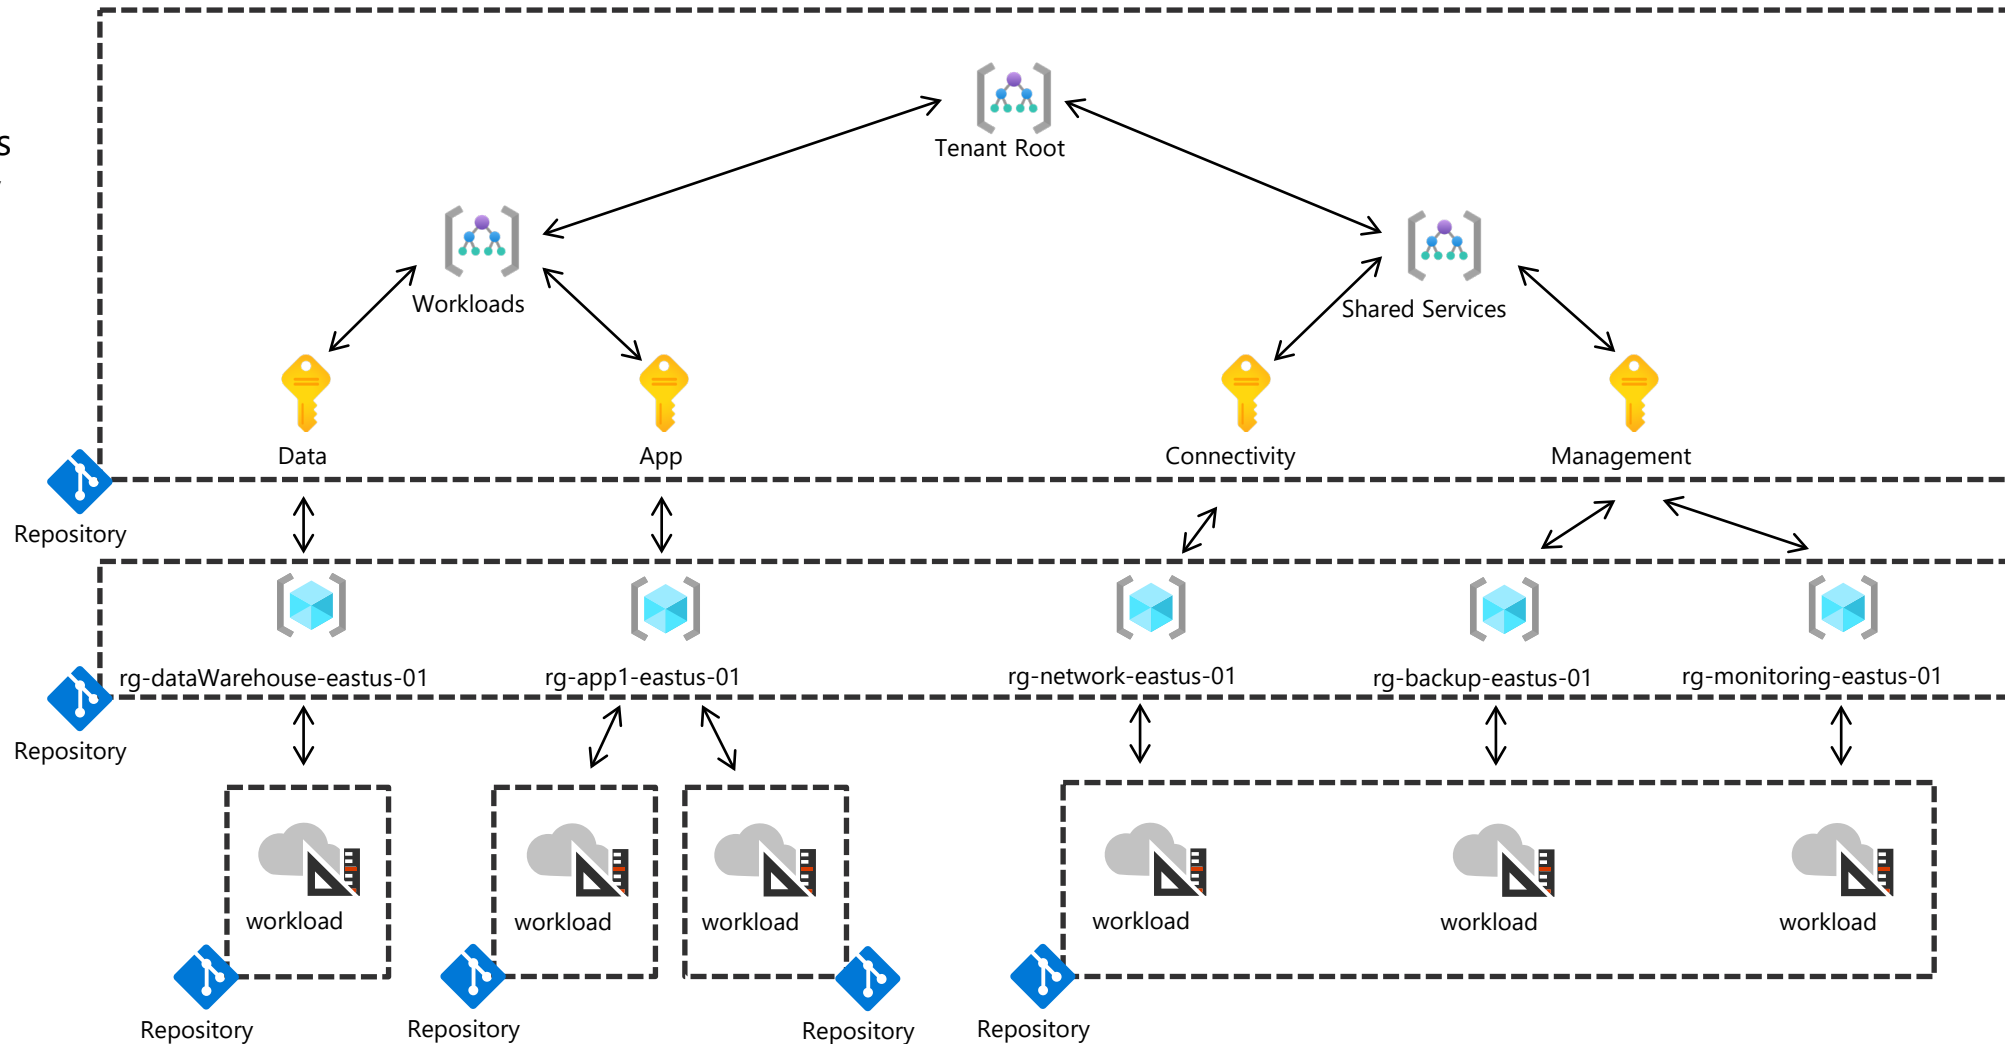 s
Tenant Root
Workloads
Shared Services
Data
App
Connectivity
Management
Repository
rg-dataWarehouse-eastus-01
rg-app1-eastus-01
rg-network-eastus-01
rg-backup-eastus-01
rg-monitoring-eastus-01
Repository
workload
workload
workload
workload
workload
workload
Repository
Repository
Repository
Repository